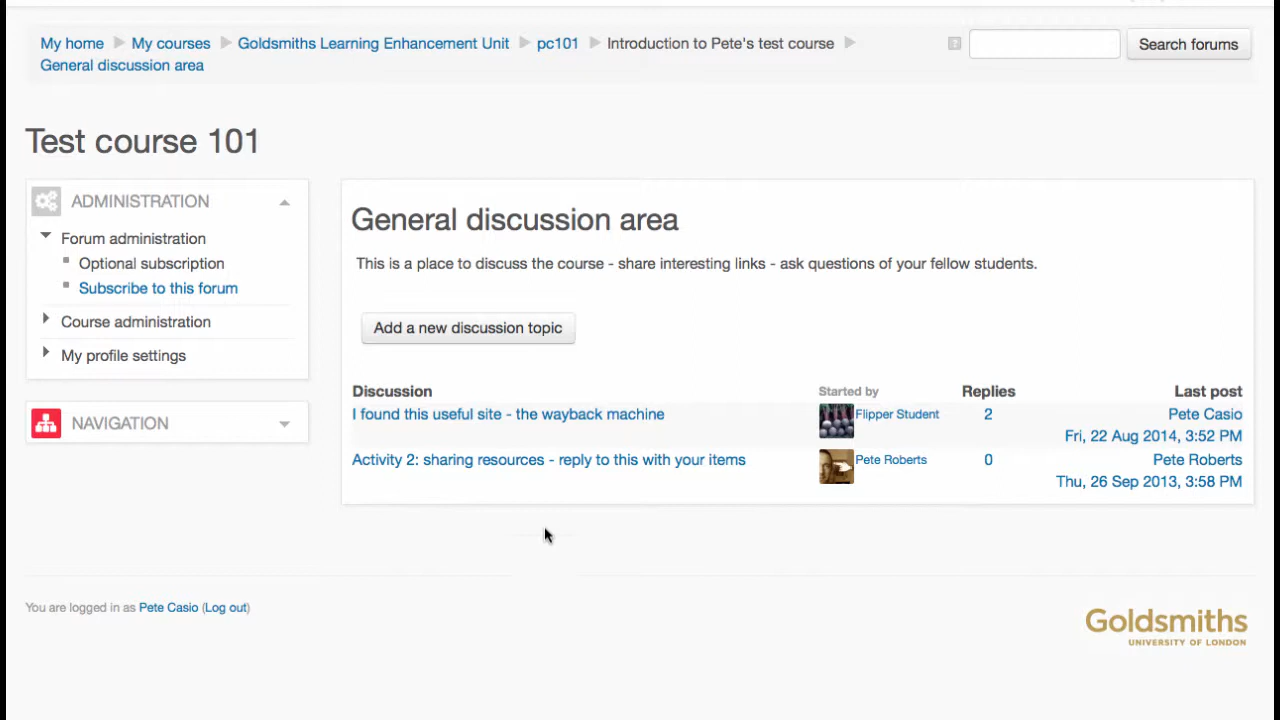 My home My courses Goldsmiths Learning Enhancement Unit pc101 Introduction to Pete's test course
General discussion area
Search forums
Test course 101
ADMINISTRATION
Forum administration
Optional subscription
Subscribe to this forum
Course administration
My profile settings
NAVIGATION
General discussion area
This is a place to discuss the course - share interesting links - ask questions of your fellow students.
Add a new discussion topic
Discussion Started by Replies Last post
I found this useful site - the wayback machine Flipper Student 2 Pete Casio
Fri, 22 Aug 2014, 3:52 PM
Activity 2: sharing resources - reply to this with your items Pete Roberts 0 Pete Roberts
Thu, 26 Sep 2013, 3:58 PM
You are logged in as Pete Casio (Log out)
Goldsmiths
UNIVERSITY OF LONDON